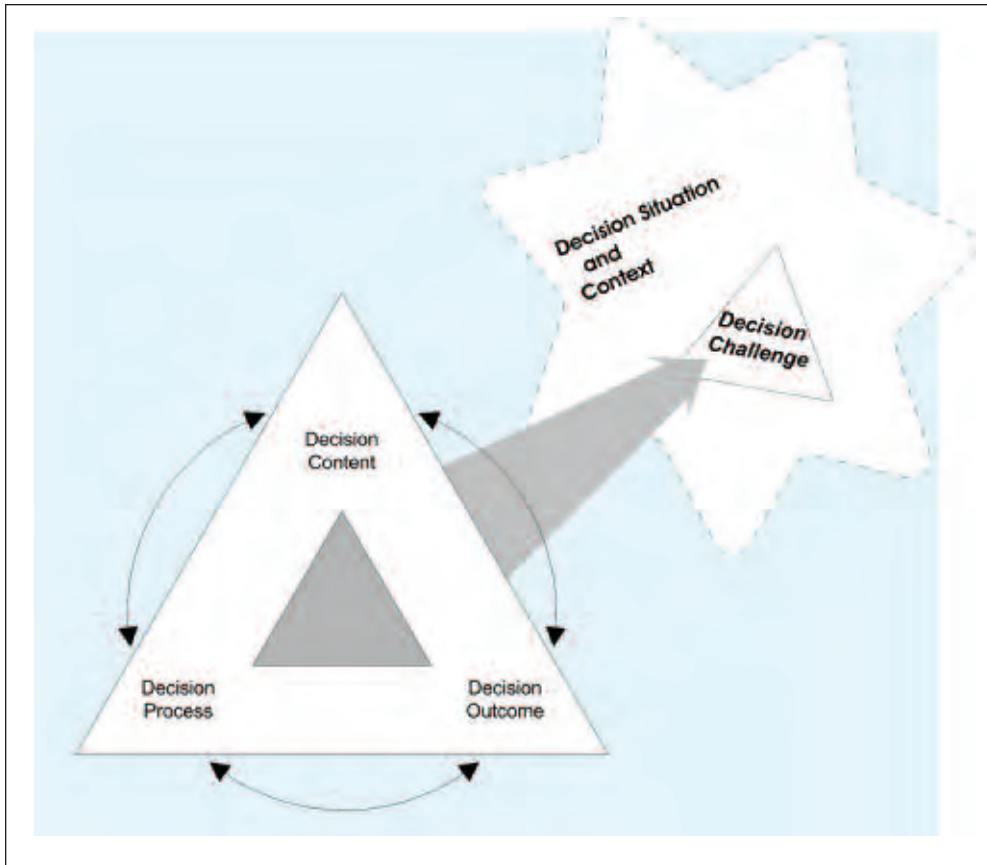 Decision Situation
and
Context
Decision
Challenge
Decision
Content
Decision
Process
Decision
Outcome